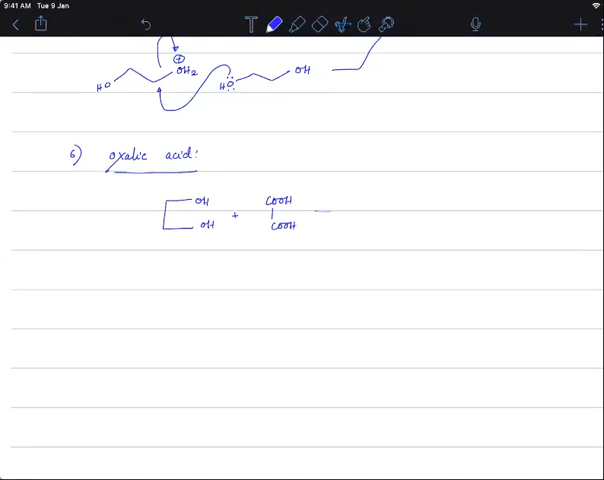 9:41 AM Tue 9 Jan
T
⊕
OH2
HO
HO
OH
6) Oxalic acid:
OH COOH
+
OH COOH